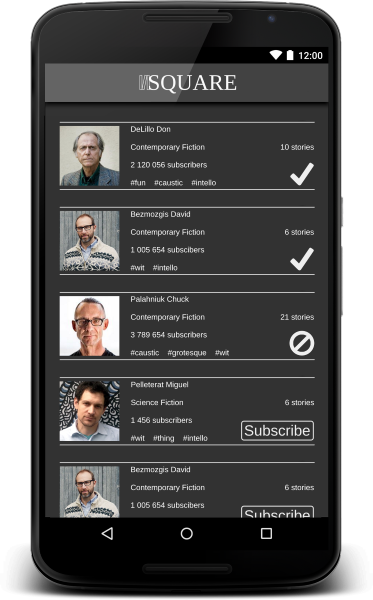 12:00
INSQUARE
DeLillo Don
Contemporary Fiction 10 stories
2 120 056 subscribers
#fun #caustic #intello
Bezmozgis David
Contemporary Fiction 6 stories
1 005 654 subscibers
#wit #intello
Palahniuk Chuck
Contemporary Fiction 21 stories
3 789 654 subscribers
#caustic #grotesque #wit
Pelleterat Miguel
Science Fiction 6 stories
1 456 subscribers
#wit #thing #intello
Subscribe
Bezmozgis David
Contemporary Fiction 6 stories
1 005 654 subscibers
Subscribe